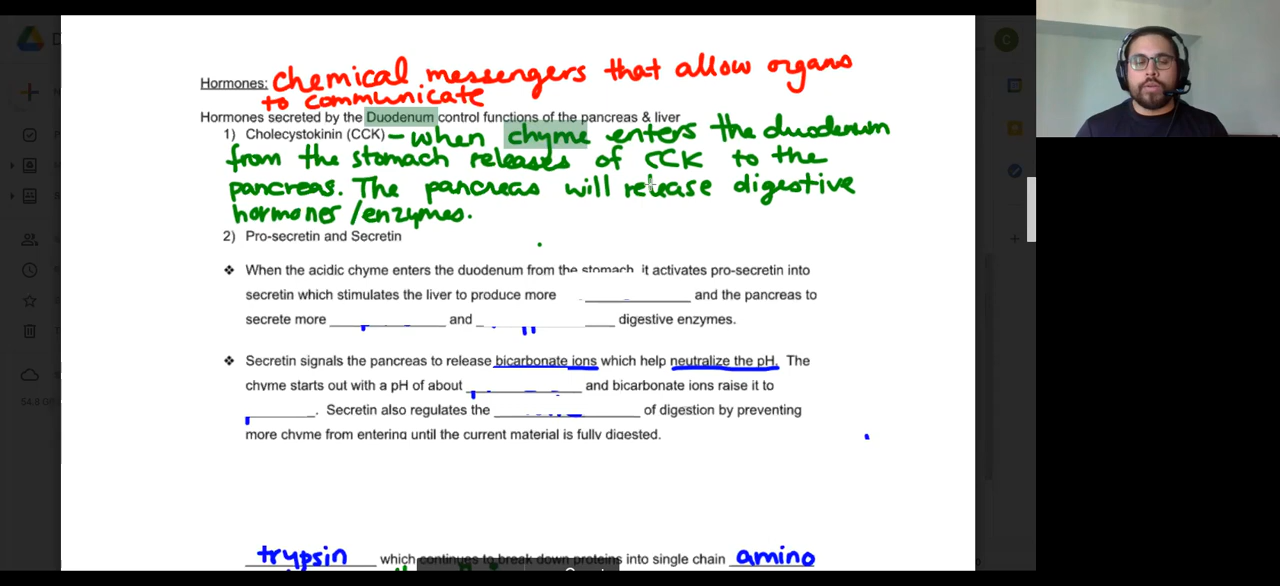 Hormones: chemical messengers that allow organs
to communicate
Hormones secreted by the Duodenum control functions of the pancreas & liver
1) Cholecystokinin (CCK) – when chyme enters the duodenum
from the stomach releases of CCK to the
pancreas. The pancreas will release digestive
hormones/enzymes.
2) Pro-secretin and Secretin
❖ When the acidic chyme enters the duodenum from the stomach it activates pro-secretin into
secretin which stimulates the liver to produce more ____________ and the pancreas to
secrete more ____________ and ____________ digestive enzymes.
❖ Secretin signals the pancreas to release bicarbonate ions which help neutralize the pH. The
chyme starts out with a pH of about ____________ and bicarbonate ions raise it to
________. Secretin also regulates the ____________ of digestion by preventing
more chyme from entering until the current material is fully digested.
trypsin which continues to break down proteins into single chain amino
C